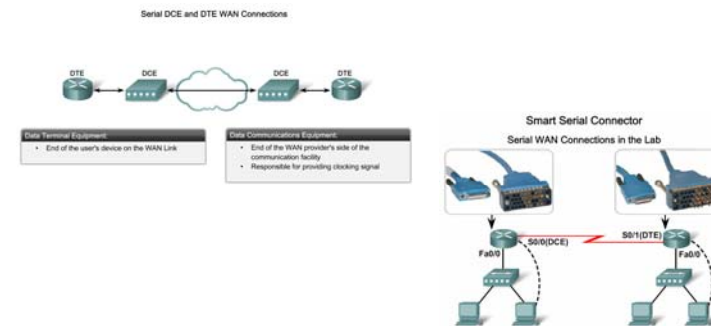 Serial DCE and DTE WAN Connections
DTE DCE DCE DTE
Data Terminal Equipment:
• End of the user's device on the WAN Link
Data Communications Equipment:
• End of the WAN provider's side of the
communication facility
• Responsible for providing clocking signal
Smart Serial Connector
Serial WAN Connections in the Lab
S0/0(DCE) S0/1(DTE)
Fa0/0 Fa0/0